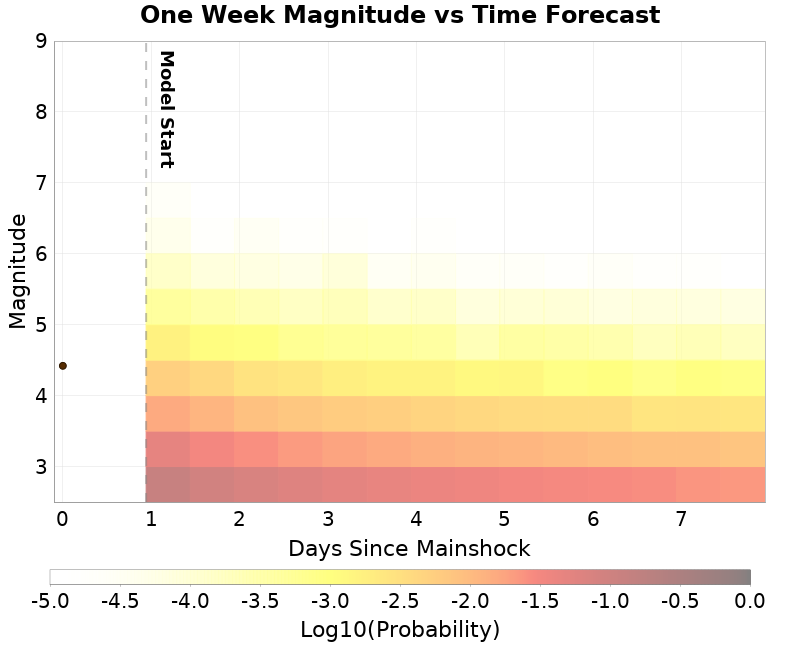 One Week Magnitude vs Time Forecast
9
8
7
6
5
4
3
Magnitude
Model Start
0 1 2 3 4 5 6 7
Days Since Mainshock
-5.0 -4.5 -4.0 -3.5 -3.0 -2.5 -2.0 -1.5 -1.0 -0.5 0.0
Log10(Probability)